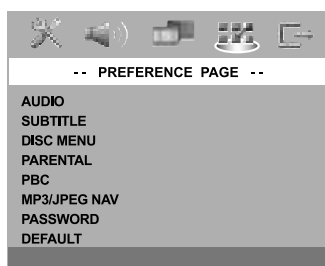 -- PREFERENCE PAGE --
AUDIO
SUBTITLE
DISC MENU
PARENTAL
PBC
MP3/JPEG NAV
PASSWORD
DEFAULT